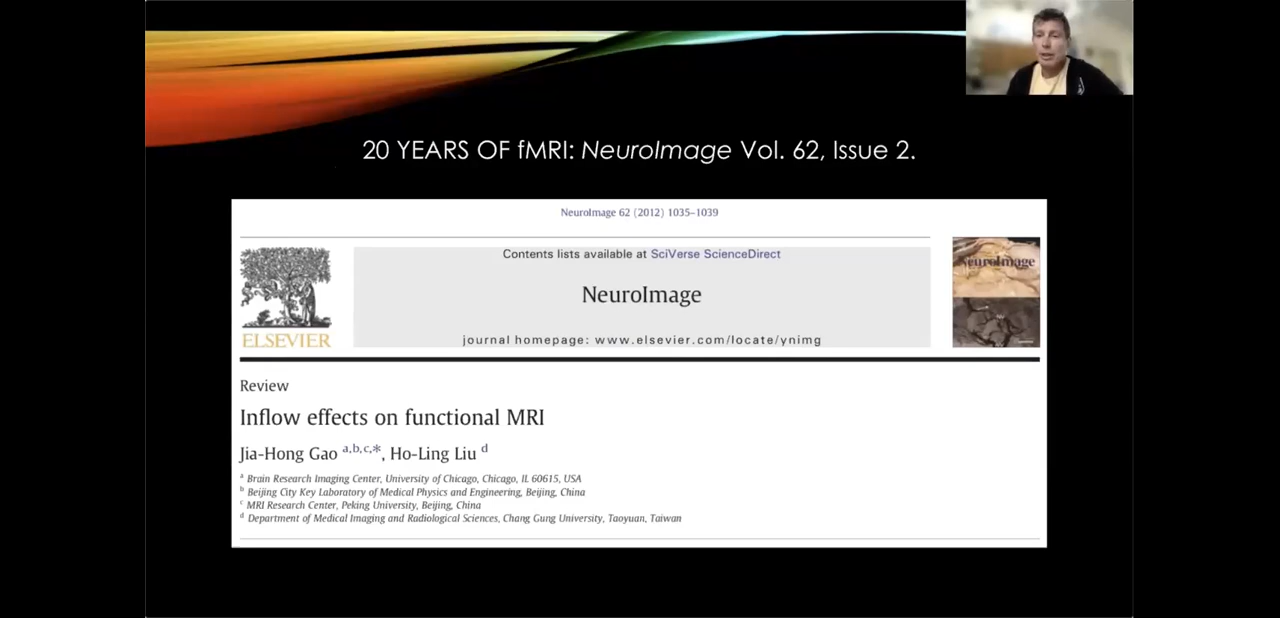 20 YEARS OF fMRI: NeuroImage Vol. 62, Issue 2.
NeuroImage 62 (2012) 1035–1039
Contents lists available at SciVerse ScienceDirect
NeuroImage
journal homepage: www.elsevier.com/locate/ynimg
ELSEVIER
NeuroImage
Review
Inflow effects on functional MRI
Jia-Hong Gao a,b,c,*, Ho-Ling Liu d
a Brain Research Imaging Center, University of Chicago, Chicago, IL 60615, USA
b Beijing City Key Laboratory of Medical Physics and Engineering, Beijing, China
c MRI Research Center, Peking University, Beijing, China
d Department of Medical Imaging and Radiological Sciences, Chang Gung University, Taoyuan, Taiwan